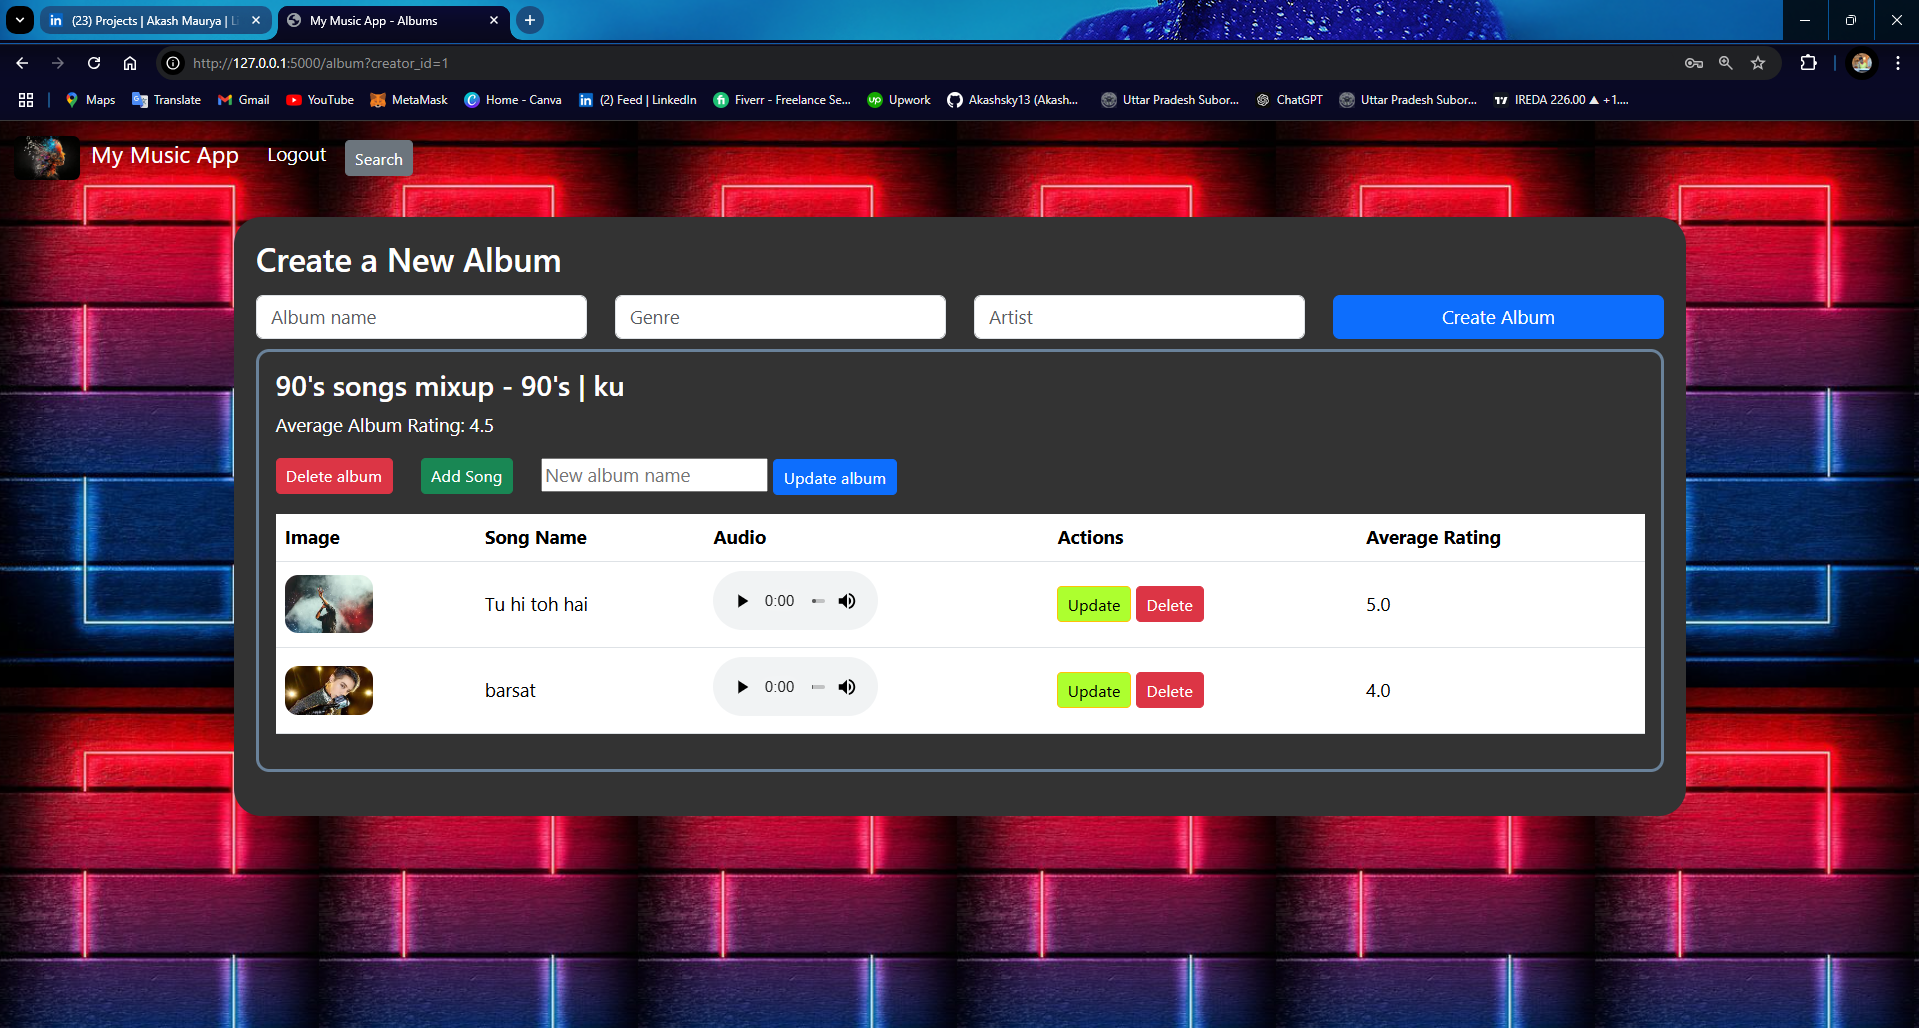 (23) Projects | Akash Maurya | Li
My Music App - Albums
http://127.0.0.1:5000/album?creator_id=1
Maps
Translate
Gmail
YouTube
MetaMask
Home - Canva
(2) Feed | LinkedIn
Fiverr - Freelance Se...
Upwork
Akashsky13 (Akash...
Uttar Pradesh Subor...
ChatGPT
Uttar Pradesh Subor...
IREDA 226.00 ▲ +1....
My Music App Logout Search
Create a New Album
Album name Genre Artist Create Album
90's songs mixup - 90's | ku
Average Album Rating: 4.5
Delete album Add Song New album name Update album
Image Song Name Audio Actions Average Rating
Tu hi toh hai 0:00 Update Delete 5.0
barsat 0:00 Update Delete 4.0